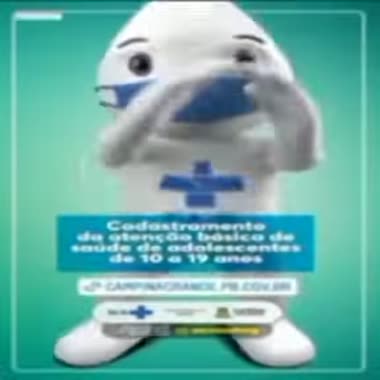 Cadastramento
da atenção básica de
saúde de adolescentes
de 10 a 19 anos
CAMPINAGRANDE.PB.GOV.BR